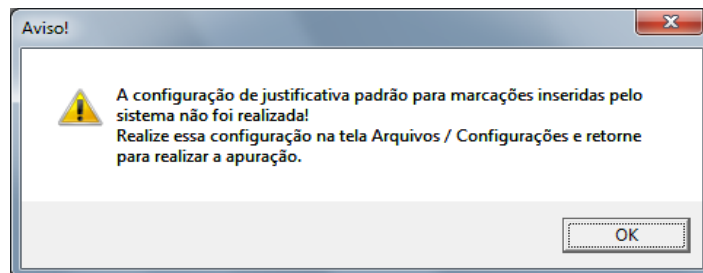 Aviso!
A configuração de justificativa padrão para marcações inseridas pelo
sistema não foi realizada!
Realize essa configuração na tela Arquivos / Configurações e retorne
para realizar a apuração.
OK